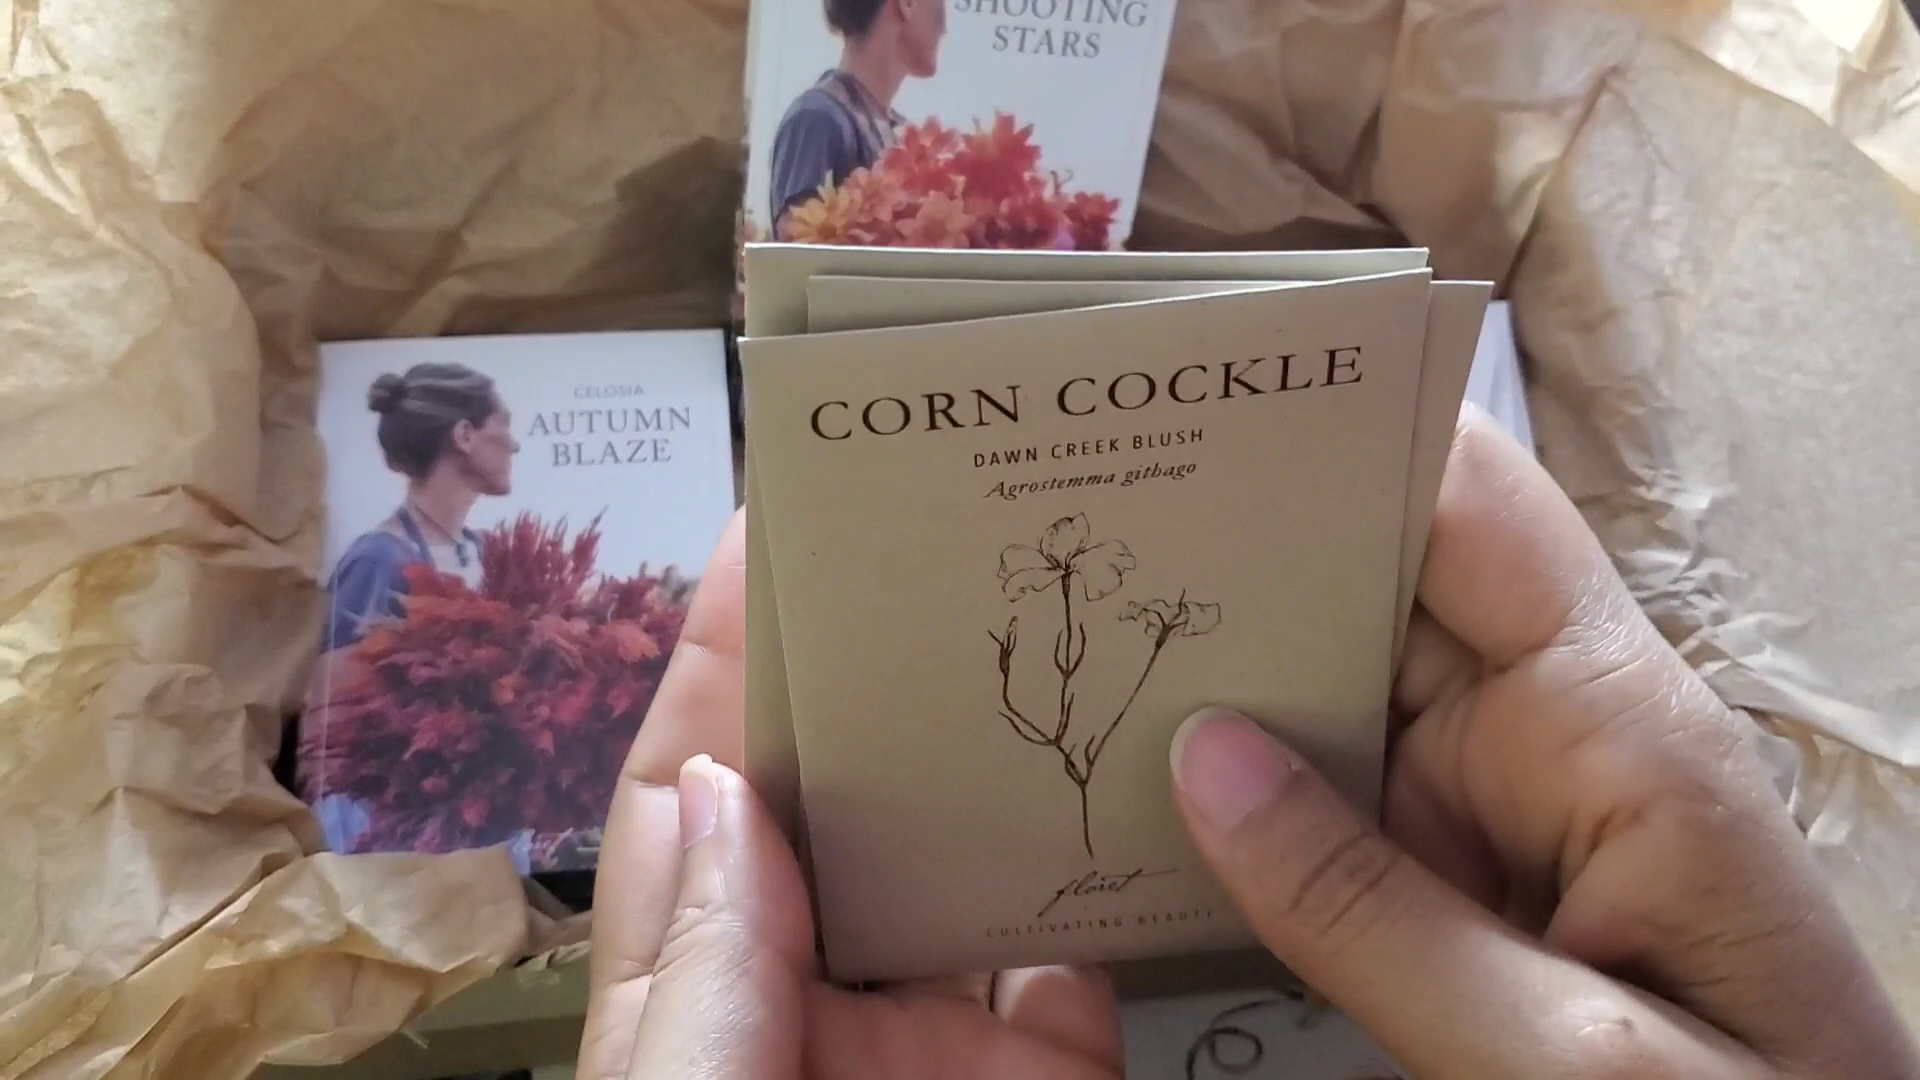 SHOOTING
STARS
CELOSIA
AUTUMN
BLAZE
CORN COCKLE
DAWN CREEK BLUSH
Agrostemma githago
floret
CULTIVATING BEAUTY